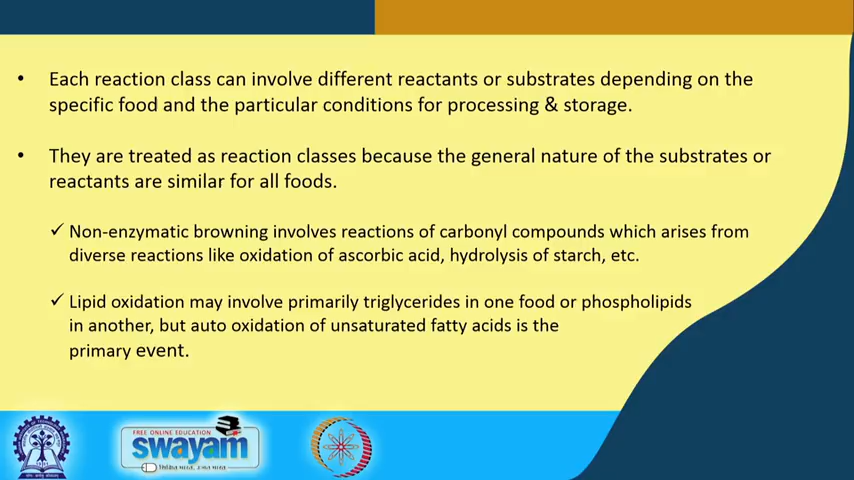 • Each reaction class can involve different reactants or substrates depending on the
specific food and the particular conditions for processing & storage.
• They are treated as reaction classes because the general nature of the substrates or
reactants are similar for all foods.
✓ Non-enzymatic browning involves reactions of carbonyl compounds which arises from
diverse reactions like oxidation of ascorbic acid, hydrolysis of starch, etc.
✓ Lipid oxidation may involve primarily triglycerides in one food or phospholipids
in another, but auto oxidation of unsaturated fatty acids is the
primary event.
FREE ONLINE EDUCATION
swayam